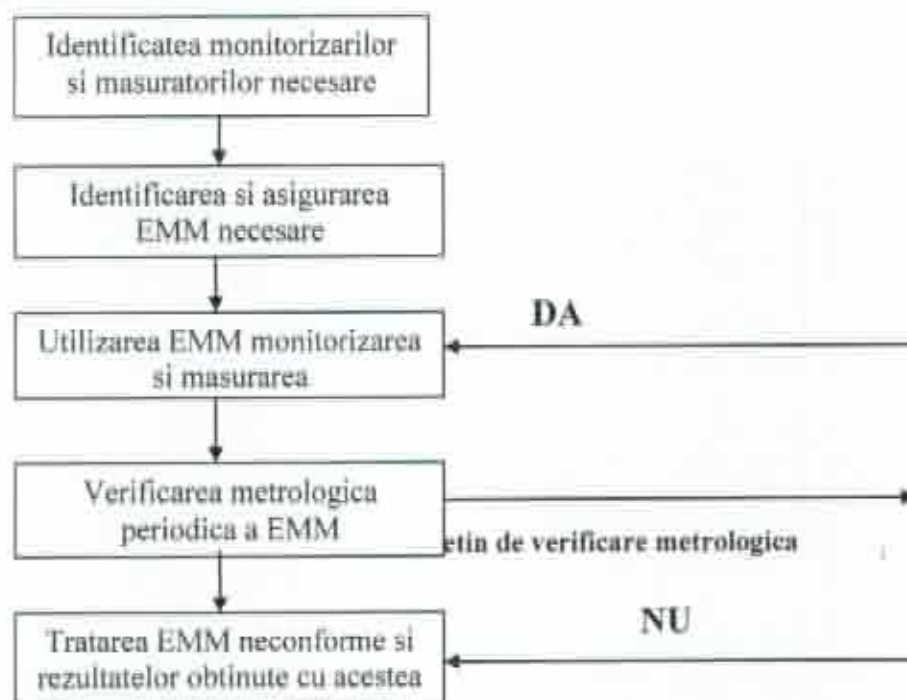 Identificatea monitorizarilor
si masuratorilor necesare
Identificarea si asigurarea
EMM necesare
DA
Utilizarea EMM monitorizarea
si masurarea
Verificarea metrologica
periodica a EMM
etin de verificare metrologica
NU
Tratarea EMM neconforme si
rezultatelor obtinute cu acestea